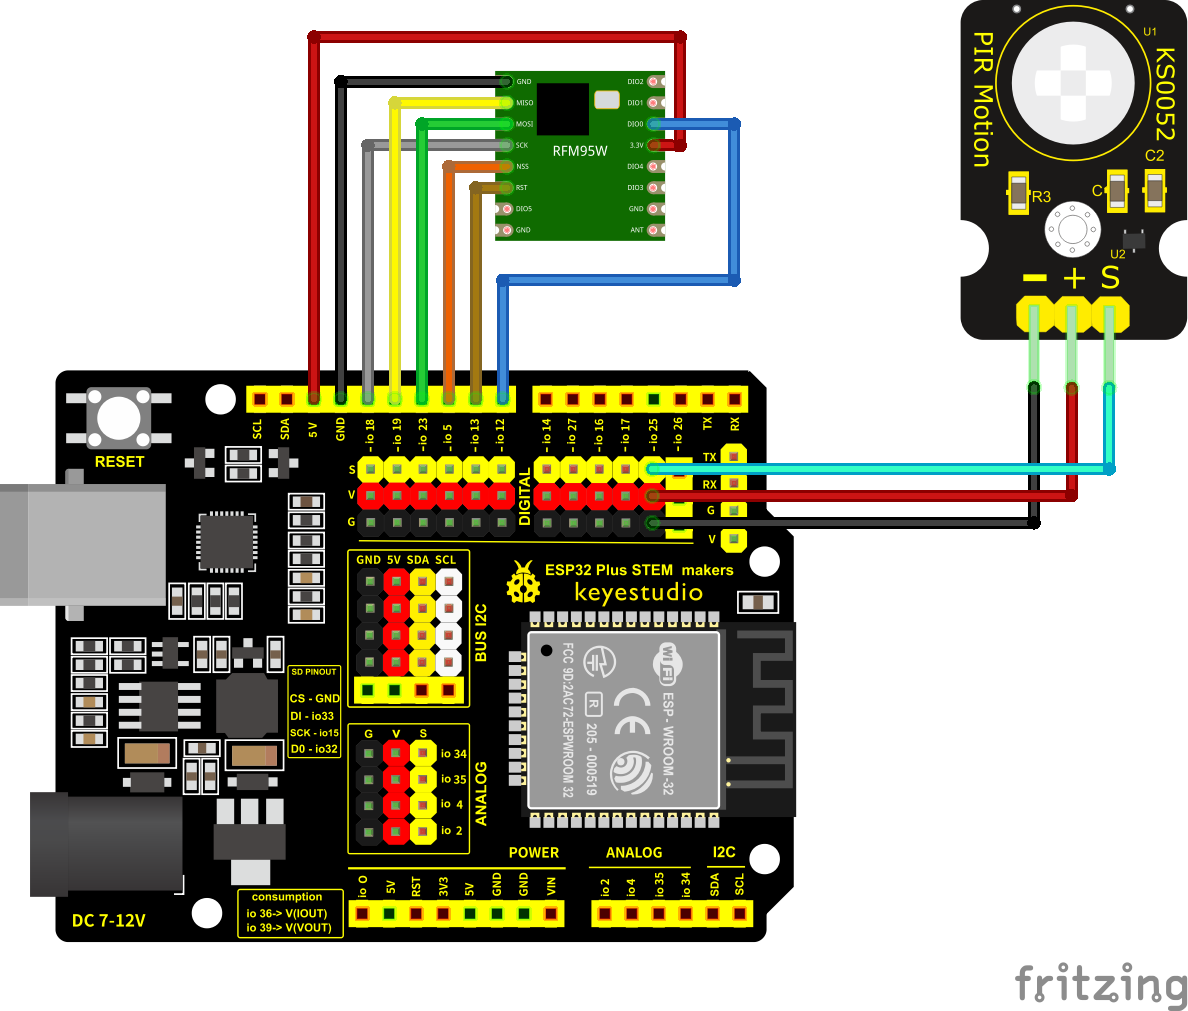 GND
MISO
MOSI
SCK
NSS
RST
DIO5
GND
RFM95W
DIO2
DIO1
DIO0
3.3V
DIO4
DIO3
GND
ANT
PIR Motion
KS0052
U1
R3
C
C2
U2
- + S
RESET
SCL
SDA
5V
GND
io 18
io 19
io 23
io 5
io 13
io 12
io 14
io 27
io 16
io 17
io 25
io 26
TX
RX
S
V
G
DIGITAL
TX
RX
G
V
GND 5V SDA SCL
BUS I2C
ESP32 Plus STEM makers
keyestudio
SD PINOUT
CS - GND
DI - io33
SCK - io15
D0 - io32
G V S
io 34
io 35
io 4
io 2
ANALOG
FCC 9D:2AC72-ESPWROOM 32
R
205 - 000519
CE
WiFi
ESP - WROOM -32
POWER
ANALOG
I2C
io O
5V
RST
3V3
5V
GND
GND
VIN
io 2
io 4
io 35
io 34
SDA
SCL
DC 7-12V
consumption
io 36-> V(IOUT)
io 39-> V(VOUT)
fritzing